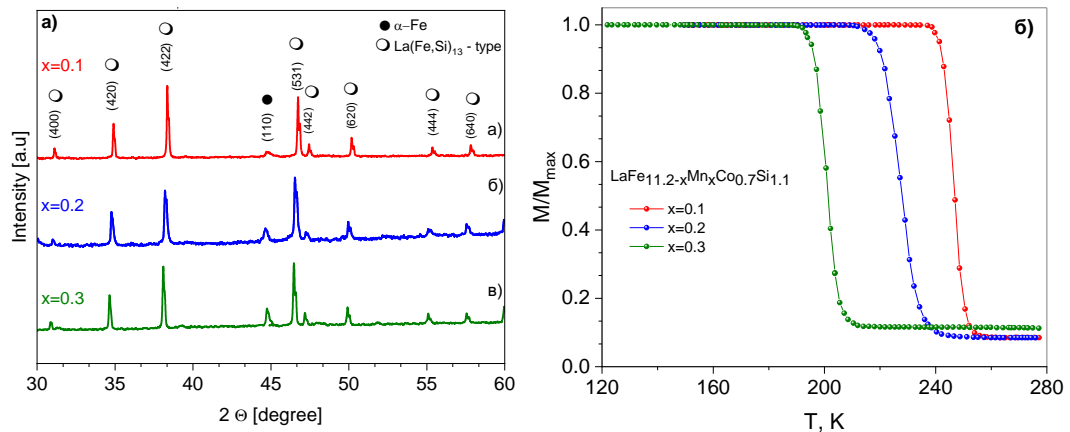 а)
● α–Fe
❍ La(Fe,Si)₁₃ - type
x=0.1
(400)
(420)
(422)
(110)
(531)
(442)
(620)
(444)
(640)
а)
x=0.2
б)
x=0.3
в)
Intensity [a.u]
30 35 40 45 50 55 60
2 Θ [degree]
б)
M/Mmax
1.0
0.8
0.6
0.4
0.2
0.0
LaFe11.2-xMnxCo0.7Si1.1
x=0.1
x=0.2
x=0.3
120 160 200 240 280
T, K